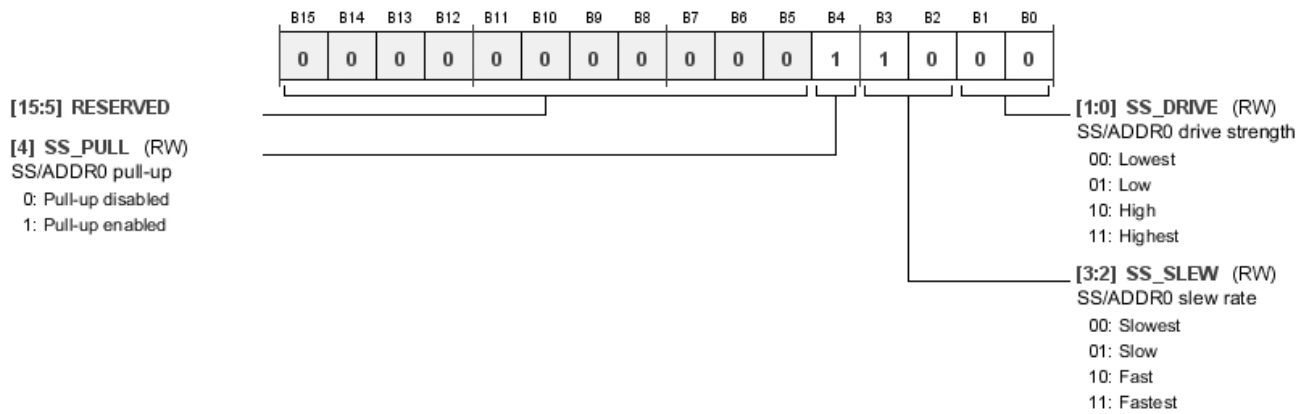 B15 B14 B13 B12 B11 B10 B9 B8 B7 B6 B5 B4 B3 B2 B1 B0
0 0 0 0 0 0 0 0 0 0 0 1 1 0 0 0
[15:5] RESERVED
[4] SS_PULL (RW)
SS/ADDR0 pull-up
0: Pull-up disabled
1: Pull-up enabled
[1:0] SS_DRIVE (RW)
SS/ADDR0 drive strength
00: Lowest
01: Low
10: High
11: Highest
[3:2] SS_SLEW (RW)
SS/ADDR0 slew rate
00: Slowest
01: Slow
10: Fast
11: Fastest